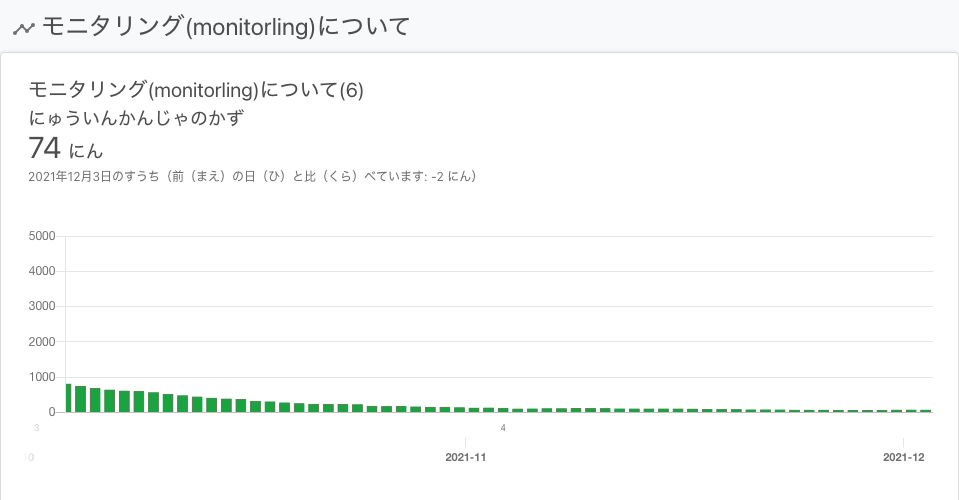 モニタリング(monitorling)について
モニタリング(monitorling)について(6)
にゅういんかんじゃのかず
74 にん
2021年12月3日のすうち（前（まえ）の日（ひ）と比（くら）べています: -2 にん）
5000
4000
3000
2000
1000
0
3 4
0 2021-11 2021-12